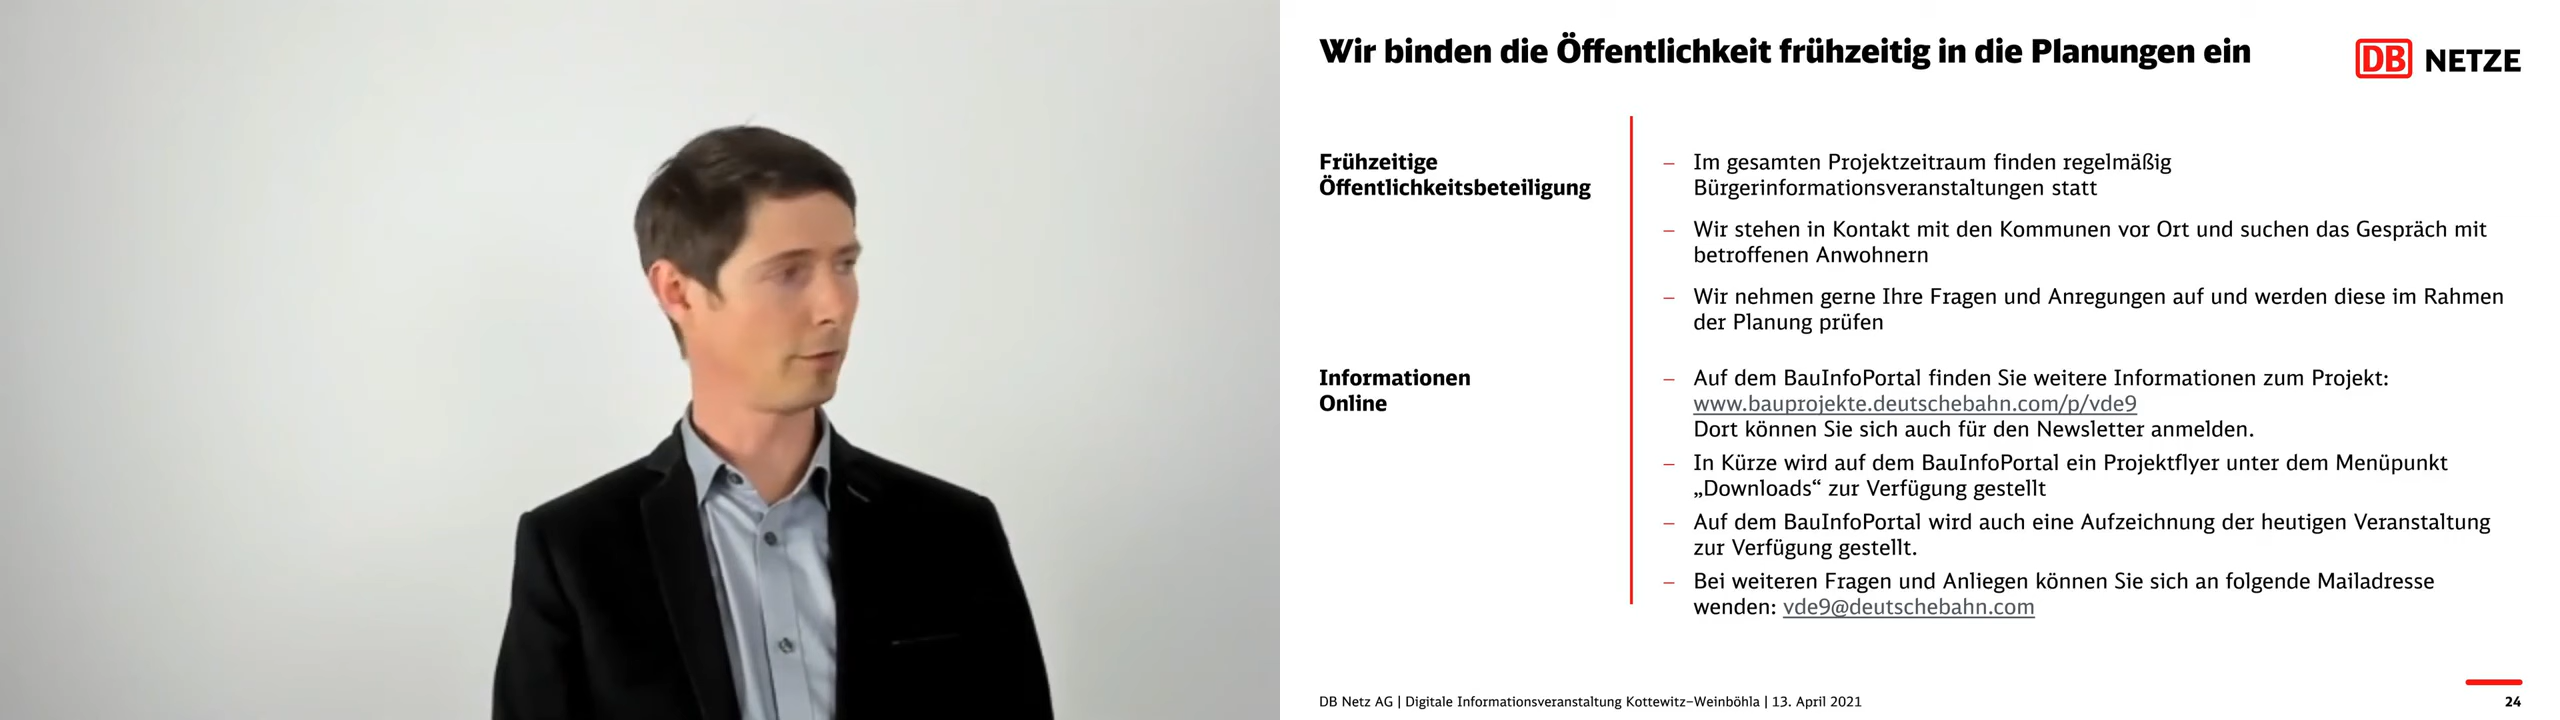 Wir binden die Öffentlichkeit frühzeitig in die Planungen ein
DB NETZE
Frühzeitige
Öffentlichkeitsbeteiligung
– Im gesamten Projektzeitraum finden regelmäßig
Bürgerinformationsveranstaltungen statt
– Wir stehen in Kontakt mit den Kommunen vor Ort und suchen das Gespräch mit
betroffenen Anwohnern
– Wir nehmen gerne Ihre Fragen und Anregungen auf und werden diese im Rahmen
der Planung prüfen
Informationen
Online
– Auf dem BauInfoPortal finden Sie weitere Informationen zum Projekt:
www.bauprojekte.deutschebahn.com/p/vde9
Dort können Sie sich auch für den Newsletter anmelden.
– In Kürze wird auf dem BauInfoPortal ein Projektflyer unter dem Menüpunkt
„Downloads“ zur Verfügung gestellt
– Auf dem BauInfoPortal wird auch eine Aufzeichnung der heutigen Veranstaltung
zur Verfügung gestellt.
– Bei weiteren Fragen und Anliegen können Sie sich an folgende Mailadresse
wenden: vde9@deutschebahn.com
DB Netz AG | Digitale Informationsveranstaltung Kottewitz–Weinböhla | 13. April 2021
24